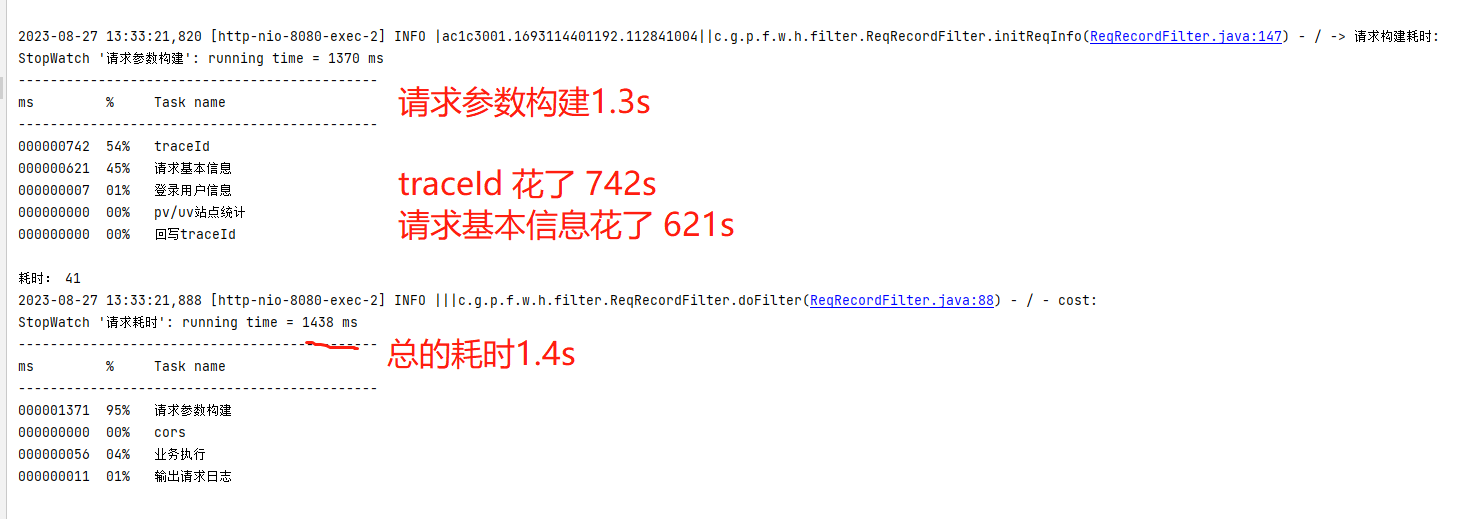 2023-08-27 13:33:21,820 [http-nio-8080-exec-2] INFO |ac1c3001.1693114401192.112841004||c.g.p.f.w.h.filter.ReqRecordFilter.initReqInfo(ReqRecordFilter.java:147) - / -> 请求构建耗时:
StopWatch '请求参数构建': running time = 1370 ms
---------------------------------------------
ms % Task name
请求参数构建1.3s
---------------------------------------------
000000742 54% traceId
000000621 45% 请求基本信息
000000007 01% 登录用户信息
traceId 花了 742s
000000000 00% pv/uv站点统计
000000000 00% 回写traceId
请求基本信息花了 621s
耗时: 41
2023-08-27 13:33:21,888 [http-nio-8080-exec-2] INFO |||c.g.p.f.w.h.filter.ReqRecordFilter.doFilter(ReqRecordFilter.java:88) - / - cost:
StopWatch '请求耗时': running time = 1438 ms
---------------------------------------------
总的耗时1.4s
ms % Task name
---------------------------------------------
000001371 95% 请求参数构建
000000000 00% cors
000000056 04% 业务执行
000000011 01% 输出请求日志